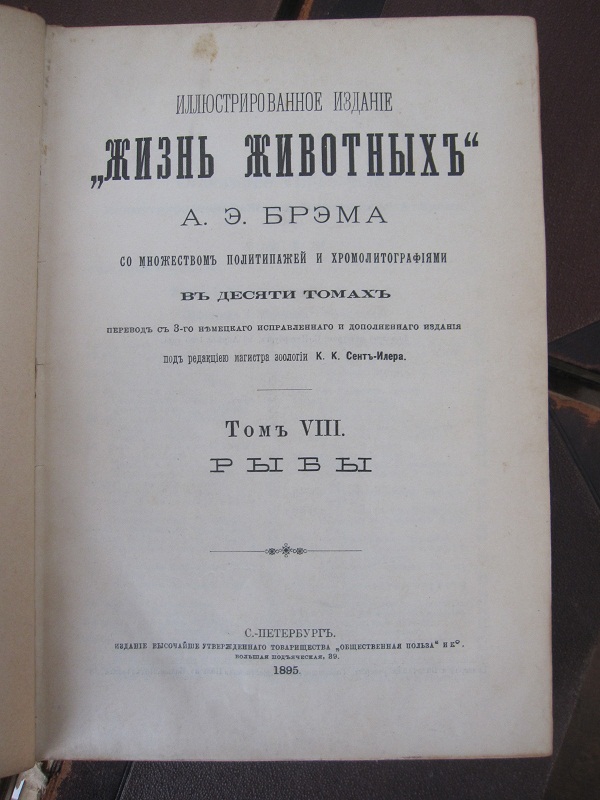 ИЛЛЮСТРИРОВАННОЕ ИЗДАНІЕ
„ЖИЗНЬ ЖИВОТНЫХЪ“
А. Э. БРЭМА
СО МНОЖЕСТВОМЪ ПОЛИТИПАЖЕЙ И ХРОМОЛИТОГРАФІЯМИ
ВЪ ДЕСЯТИ ТОМАХЪ
ПЕРЕВОДЪ СЪ 3-ГО НѢМЕЦКАГО ИСПРАВЛЕННАГО И ДОПОЛНЕННАГО ИЗДАНІЯ
ПОДЪ РЕДАКЦІЕЮ МАГИСТРА ЗООЛОГІИ К. К. Сентъ-Илера.
Томъ VIII.
РЫБЫ
С.-ПЕТЕРБУРГЪ.
ИЗДАНІЕ ВЫСОЧАЙШЕ УТВЕРЖДЕННАГО ТОВАРИЩЕСТВА „ОБЩЕСТВЕННАЯ ПОЛЬЗА“ И К°.
БОЛЬШАЯ ПОДЪЯЧЕСКАЯ, 39.
1895.